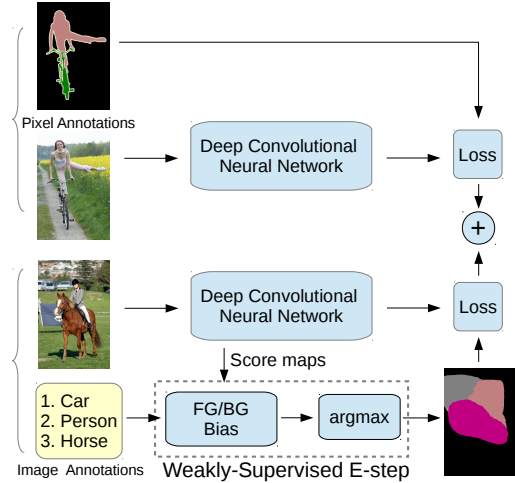 Pixel Annotations
Deep Convolutional
Neural Network
Loss
+
Deep Convolutional
Neural Network
Loss
Score maps
1. Car
2. Person
3. Horse
FG/BG
Bias
argmax
Image Annotations
Weakly-Supervised E-step